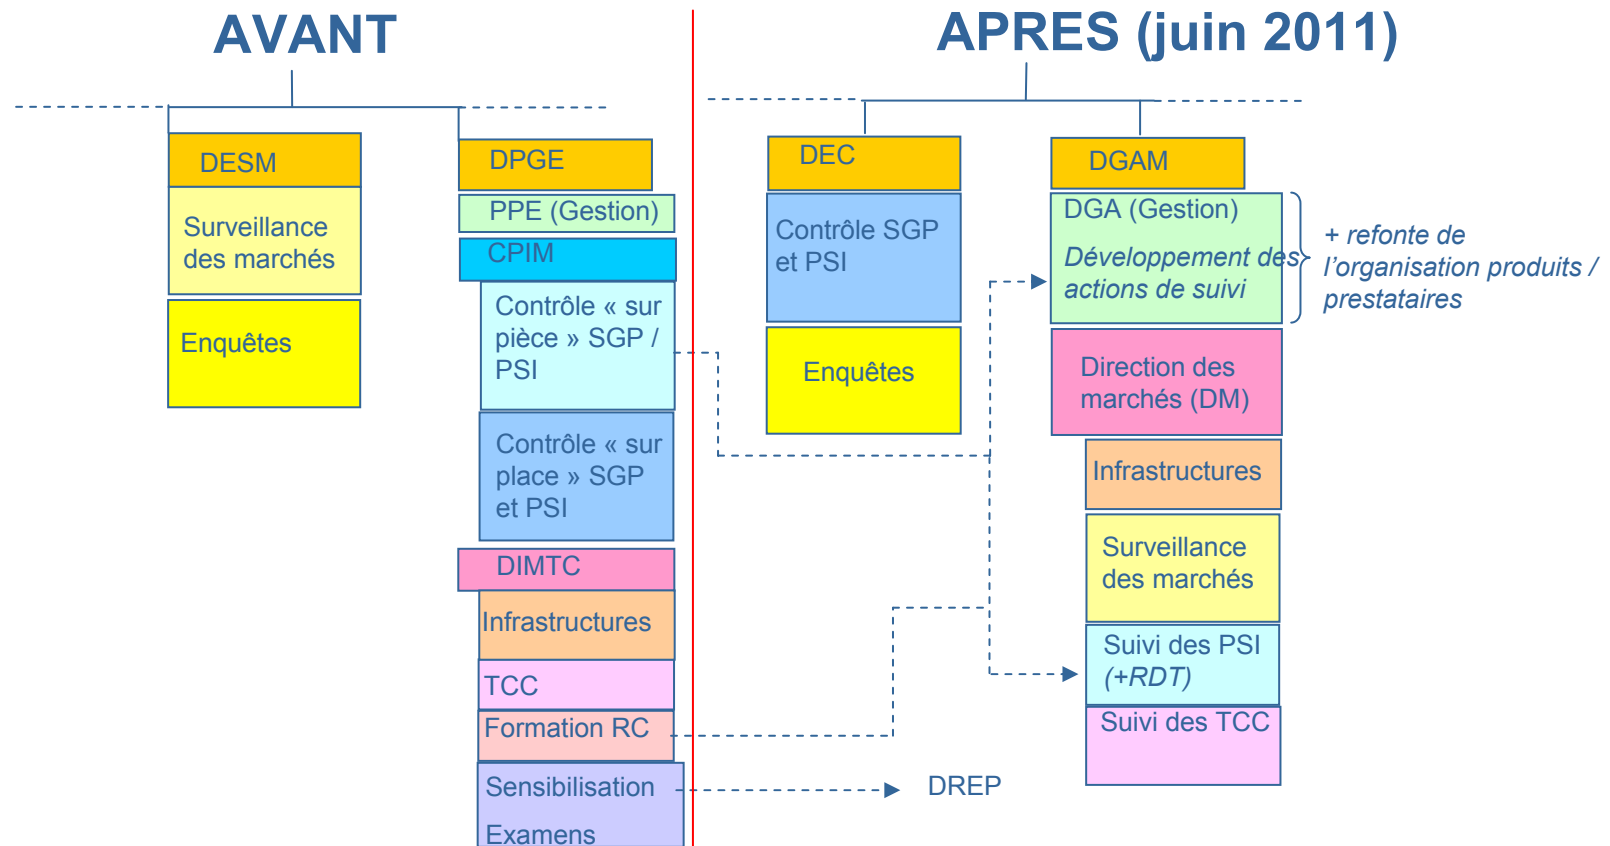 AVANT
DESM
Surveillance
des marchés
Enquêtes
DPGE
PPE (Gestion)
CPIM
Contrôle « sur
pièce » SGP /
PSI
Contrôle « sur
place » SGP
et PSI
DIMTC
Infrastructures
TCC
Formation RC
Sensibilisation
Examens
APRES (juin 2011)
DEC
Contrôle SGP
et PSI
Enquêtes
DREP
DGAM
DGA (Gestion)
Développement des
actions de suivi
+ refonte de
l’organisation produits /
prestataires
Direction des
marchés (DM)
Infrastructures
Surveillance
des marchés
Suivi des PSI
(+RDT)
Suivi des TCC